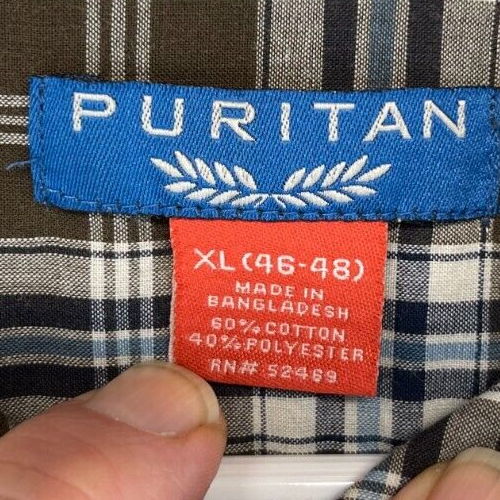 PURITAN
XL (46-48)
MADE IN
BANGLADESH
60% COTTON
40% POLYESTER
RN# 52469